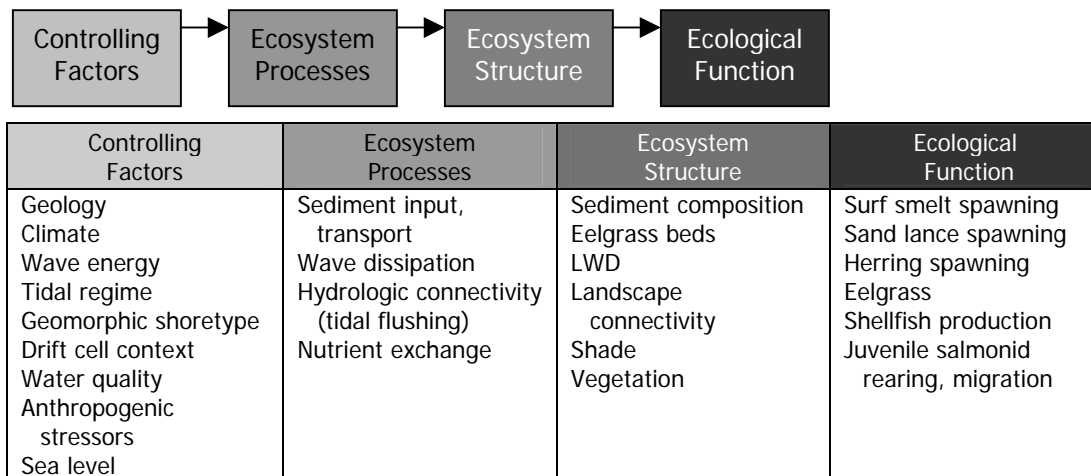 Controlling
Factors
Ecosystem
Processes
Ecosystem
Structure
Ecological
Function
Controlling
Factors
Ecosystem
Processes
Ecosystem
Structure
Ecological
Function
Geology
Climate
Wave energy
Tidal regime
Geomorphic shoretype
Drift cell context
Water quality
Anthropogenic
stressors
Sea level
Sediment input,
transport
Wave dissipation
Hydrologic connectivity
(tidal flushing)
Nutrient exchange
Sediment composition
Eelgrass beds
LWD
Landscape
connectivity
Shade
Vegetation
Surf smelt spawning
Sand lance spawning
Herring spawning
Eelgrass
Shellfish production
Juvenile salmonid
rearing, migration